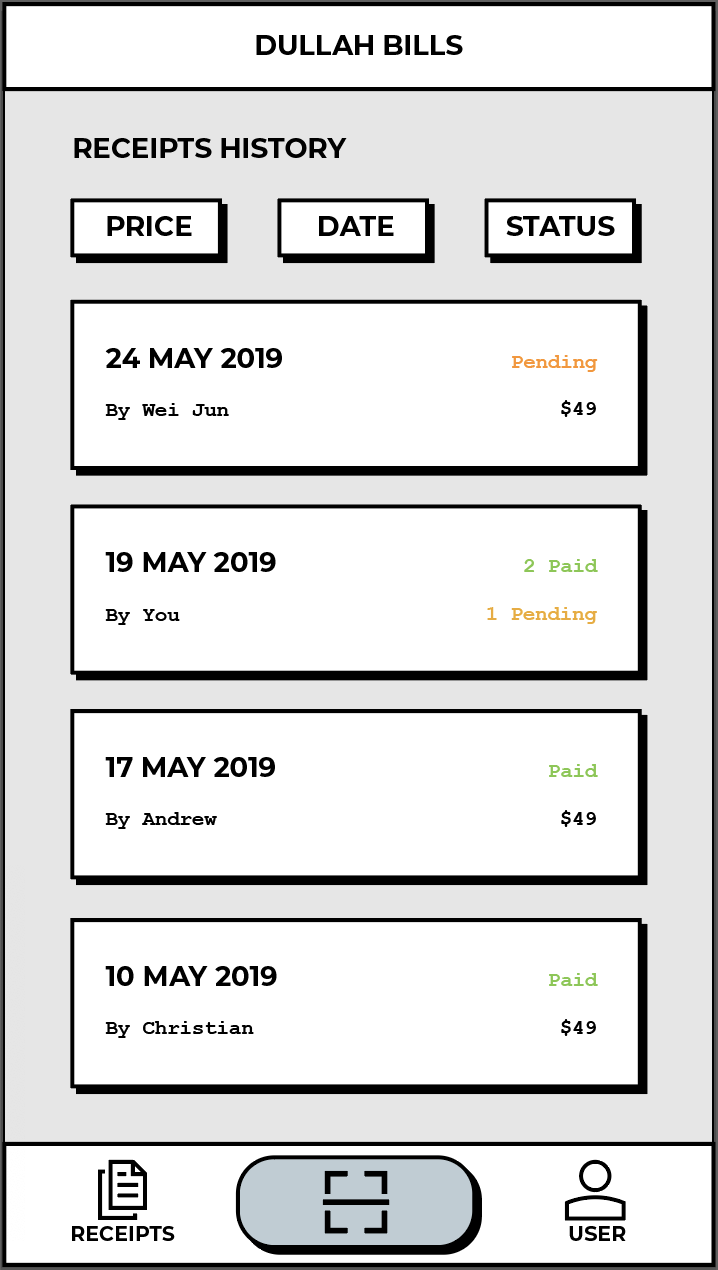 DULLAH BILLS
RECEIPTS HISTORY
PRICE DATE STATUS
24 MAY 2019 Pending
By Wei Jun $49
19 MAY 2019 2 Paid
By You 1 Pending
17 MAY 2019 Paid
By Andrew $49
10 MAY 2019 Paid
By Christian $49
RECEIPTS USER